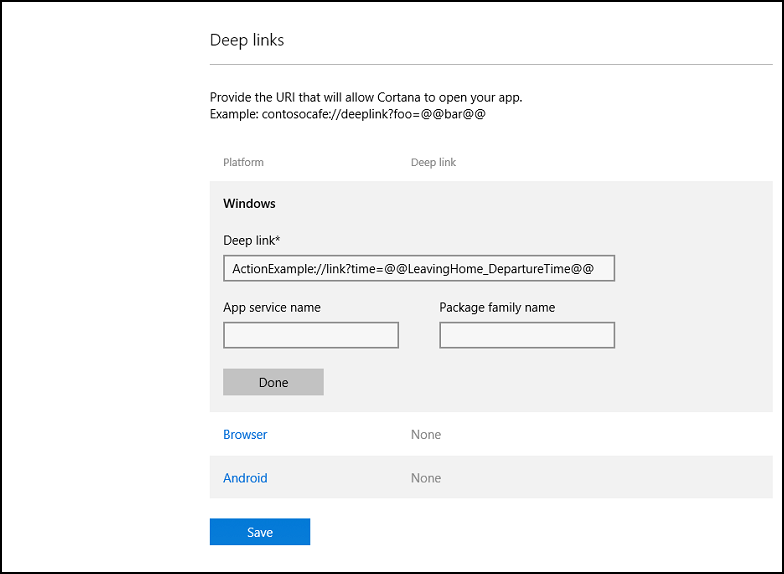 Deep links
Provide the URI that will allow Cortana to open your app.
Example: contosocafe://deeplink?foo=@@bar@@
Platform Deep link
Windows
Deep link*
ActionExample://link?time=@@LeavingHome_DepartureTime@@
App service name Package family name
Done
Browser None
Android None
Save